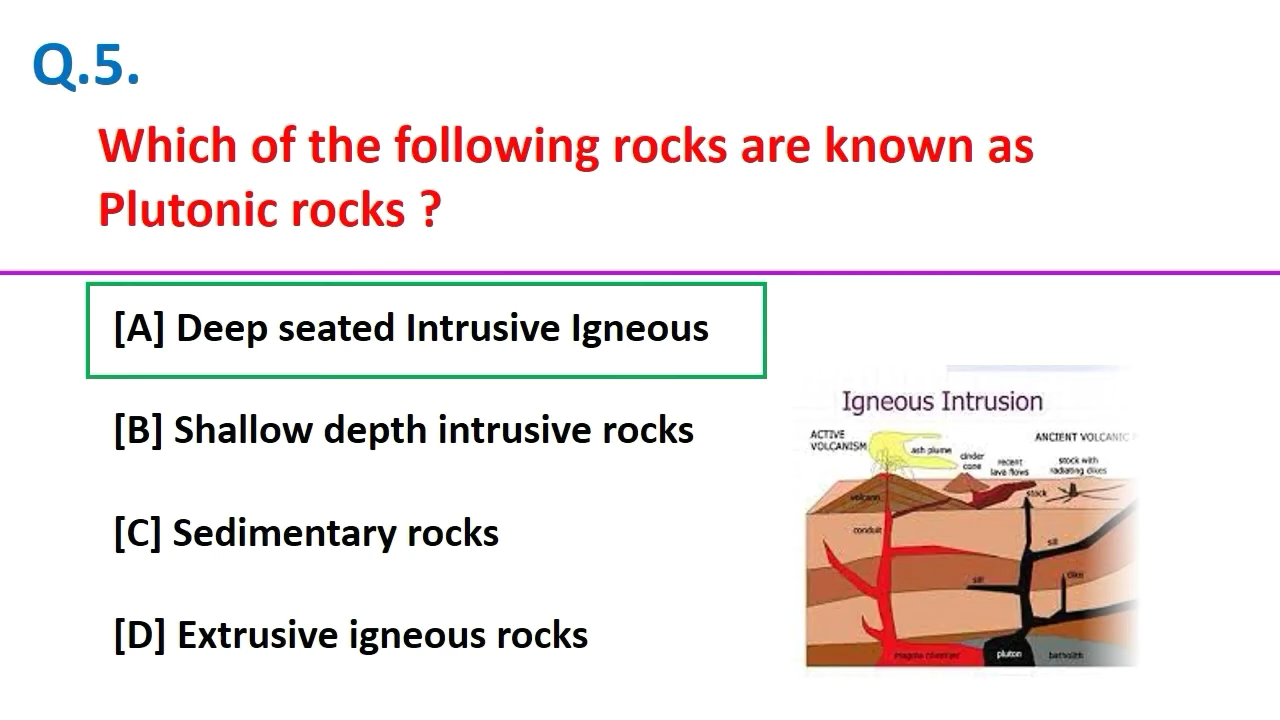 Q.5.
Which of the following rocks are known as
Plutonic rocks ?
[A] Deep seated Intrusive Igneous
[B] Shallow depth intrusive rocks
[C] Sedimentary rocks
[D] Extrusive igneous rocks
Igneous Intrusion
ACTIVE
VOLCANISM
ash plume
cinder
cone
recent
lava flows
ANCIENT VOLCANIC
stock with
radiating dikes
volcano
stock
conduit
sill
sill
dike
magma chamber
pluton
batholith